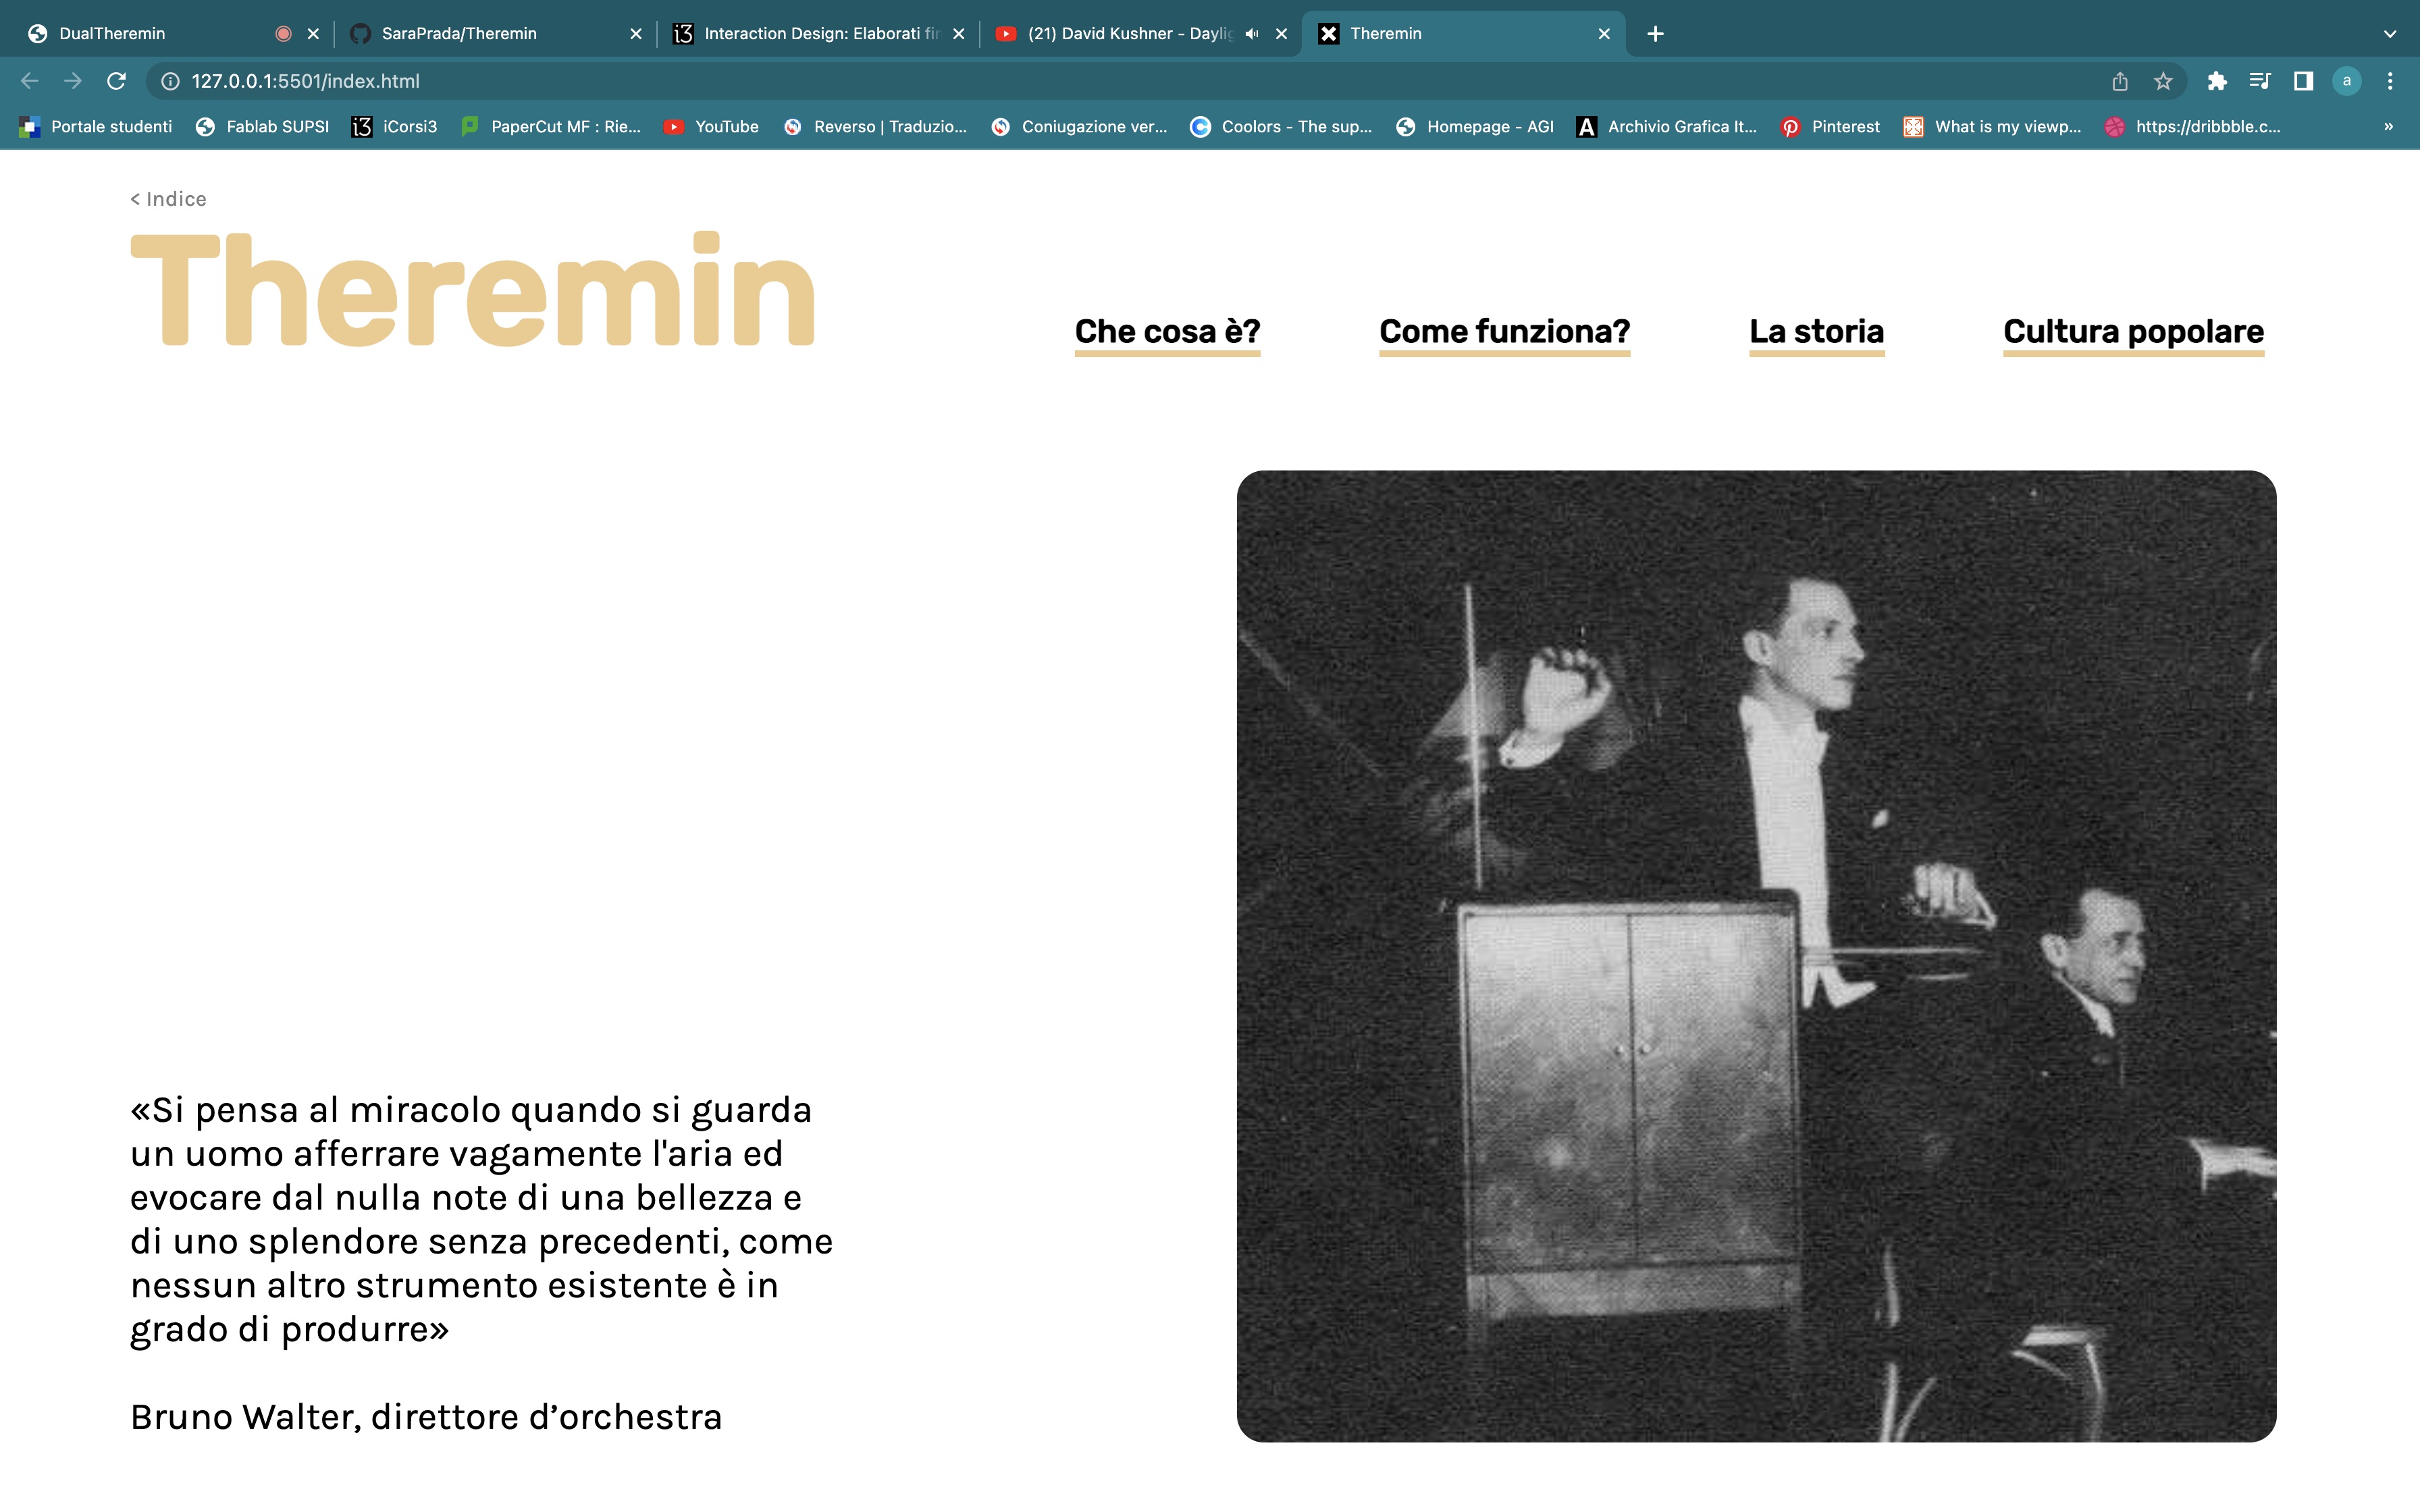 DualTheremin
SaraPrada/Theremin
Interaction Design: Elaborati fin
(21) David Kushner - Daylig
Theremin
127.0.0.1:5501/index.html
a
Portale studenti
Fablab SUPSI
i3 iCorsi3
PaperCut MF : Rie...
YouTube
Reverso | Traduzio...
Coniugazione ver...
Coolors - The sup...
Homepage - AGI
A Archivio Grafica It...
Pinterest
What is my viewp...
https://dribbble.c...
»
< Indice
Theremin
Che cosa è?
Come funziona?
La storia
Cultura popolare
«Si pensa al miracolo quando si guarda
un uomo afferrare vagamente l'aria ed
evocare dal nulla note di una bellezza e
di uno splendore senza precedenti, come
nessun altro strumento esistente è in
grado di produrre»
Bruno Walter, direttore d’orchestra